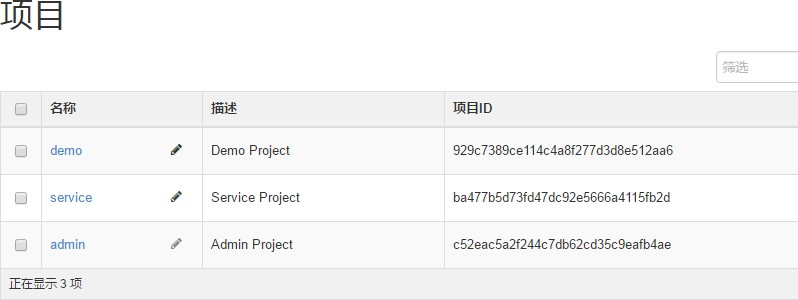 项目
筛选
名称 描述 项目ID
demo Demo Project 929c7389ce114c4a8f277d3d8e512aa6
service Service Project ba477b5d73fd47dc92e5666a4115fb2d
admin Admin Project c52eac5a2f244c7db62cd35c9eafb4ae
正在显示 3 项